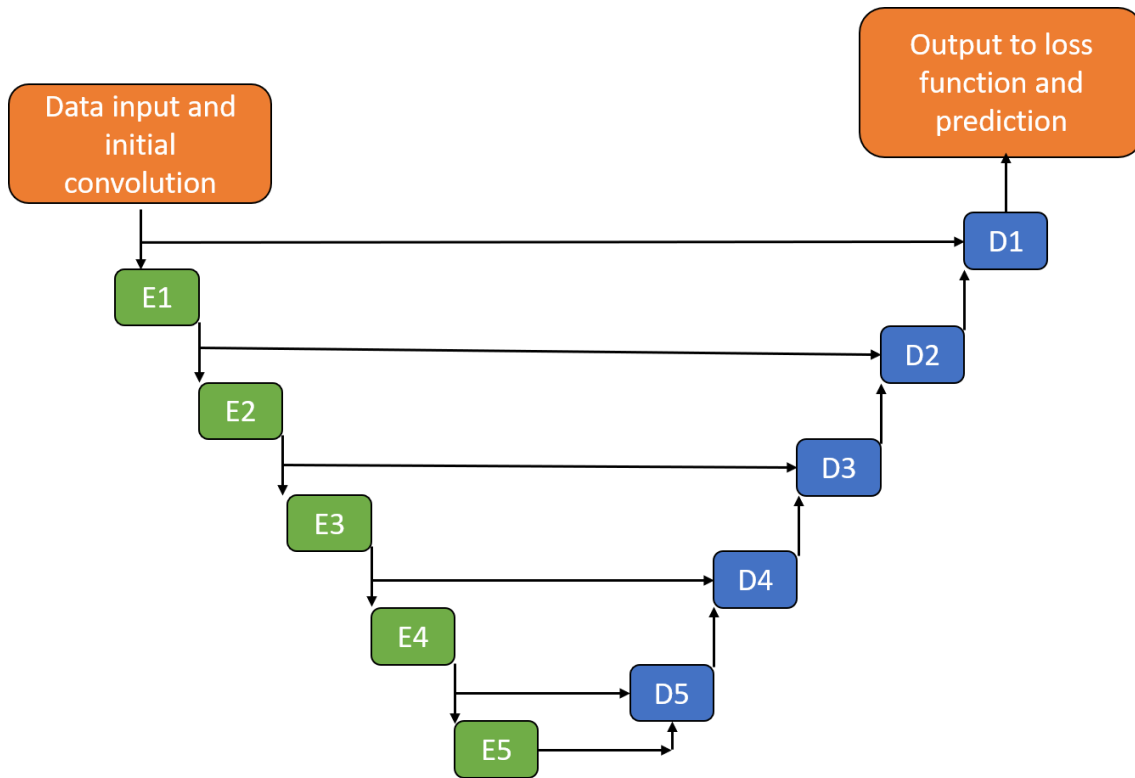 Output to loss
function and
prediction
Data input and
initial
convolution
D1
E1
D2
E2
D3
E3
D4
E4
D5
E5